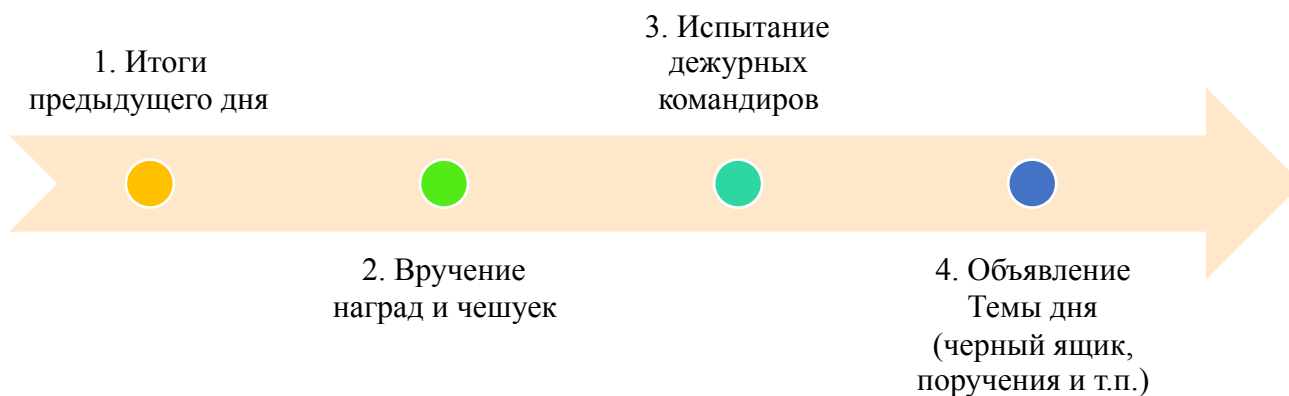 1. Итоги
предыдущего дня
2. Вручение
наград и чешуек
3. Испытание
дежурных
командиров
4. Объявление
Темы дня
(черный ящик,
поручения и т.п.)